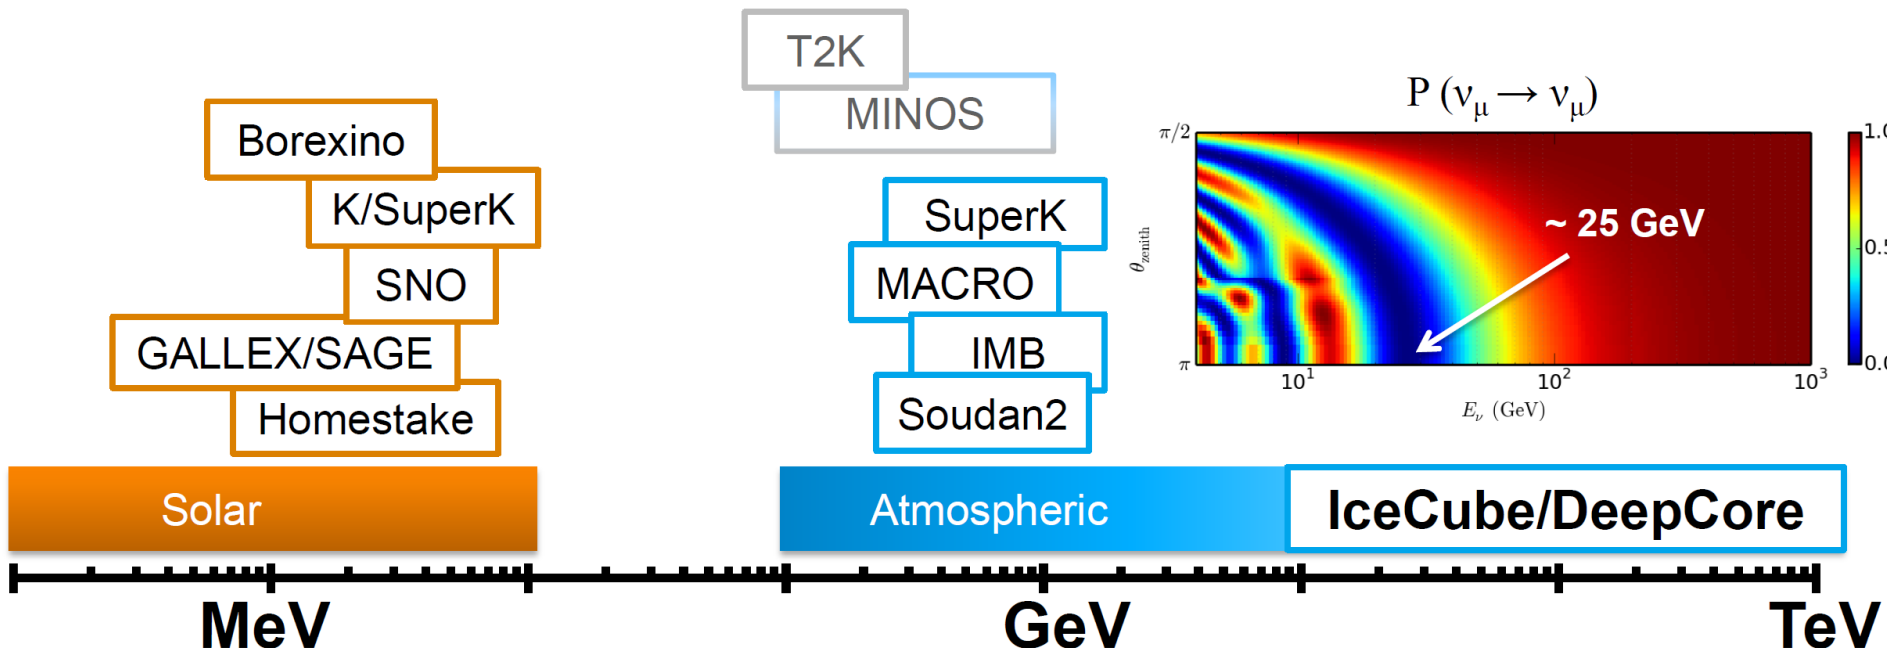 T2K
MINOS
Borexino
K/SuperK
SNO
GALLEX/SAGE
Homestake
SuperK
MACRO
IMB
Soudan2
P (νμ → νμ)
π/2
θzenith
π
~ 25 GeV
10¹
10²
10³
Eν (GeV)
1.0
0.5
0.0
Solar
Atmospheric
IceCube/DeepCore
MeV
GeV
TeV